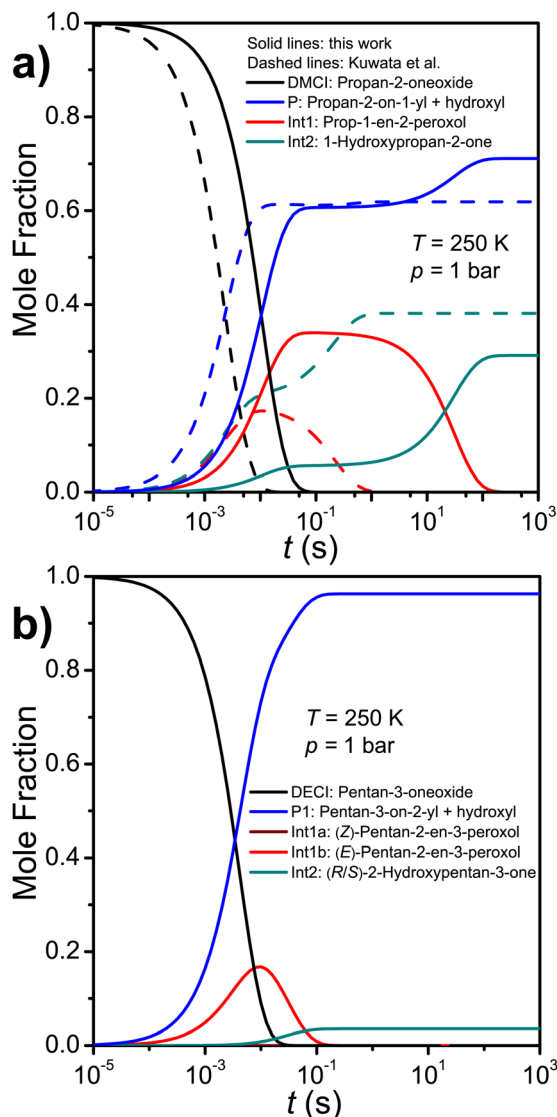 a)
Solid lines: this work
Dashed lines: Kuwata et al.
DMCI: Propan-2-oneoxide
P: Propan-2-on-1-yl + hydroxyl
Int1: Prop-1-en-2-peroxol
Int2: 1-Hydroxypropan-2-one
T = 250 K
p = 1 bar
Mole Fraction
1.0
0.8
0.6
0.4
0.2
0.0
10⁻⁵ 10⁻³ 10⁻¹ 10¹ 10³
t (s)
b)
T = 250 K
p = 1 bar
DECI: Pentan-3-oneoxide
P1: Pentan-3-on-2-yl + hydroxyl
Int1a: (Z)-Pentan-2-en-3-peroxol
Int1b: (E)-Pentan-2-en-3-peroxol
Int2: (R/S)-2-Hydroxypentan-3-one
Mole Fraction
1.0
0.8
0.6
0.4
0.2
0.0
10⁻⁵ 10⁻³ 10⁻¹ 10¹ 10³
t (s)